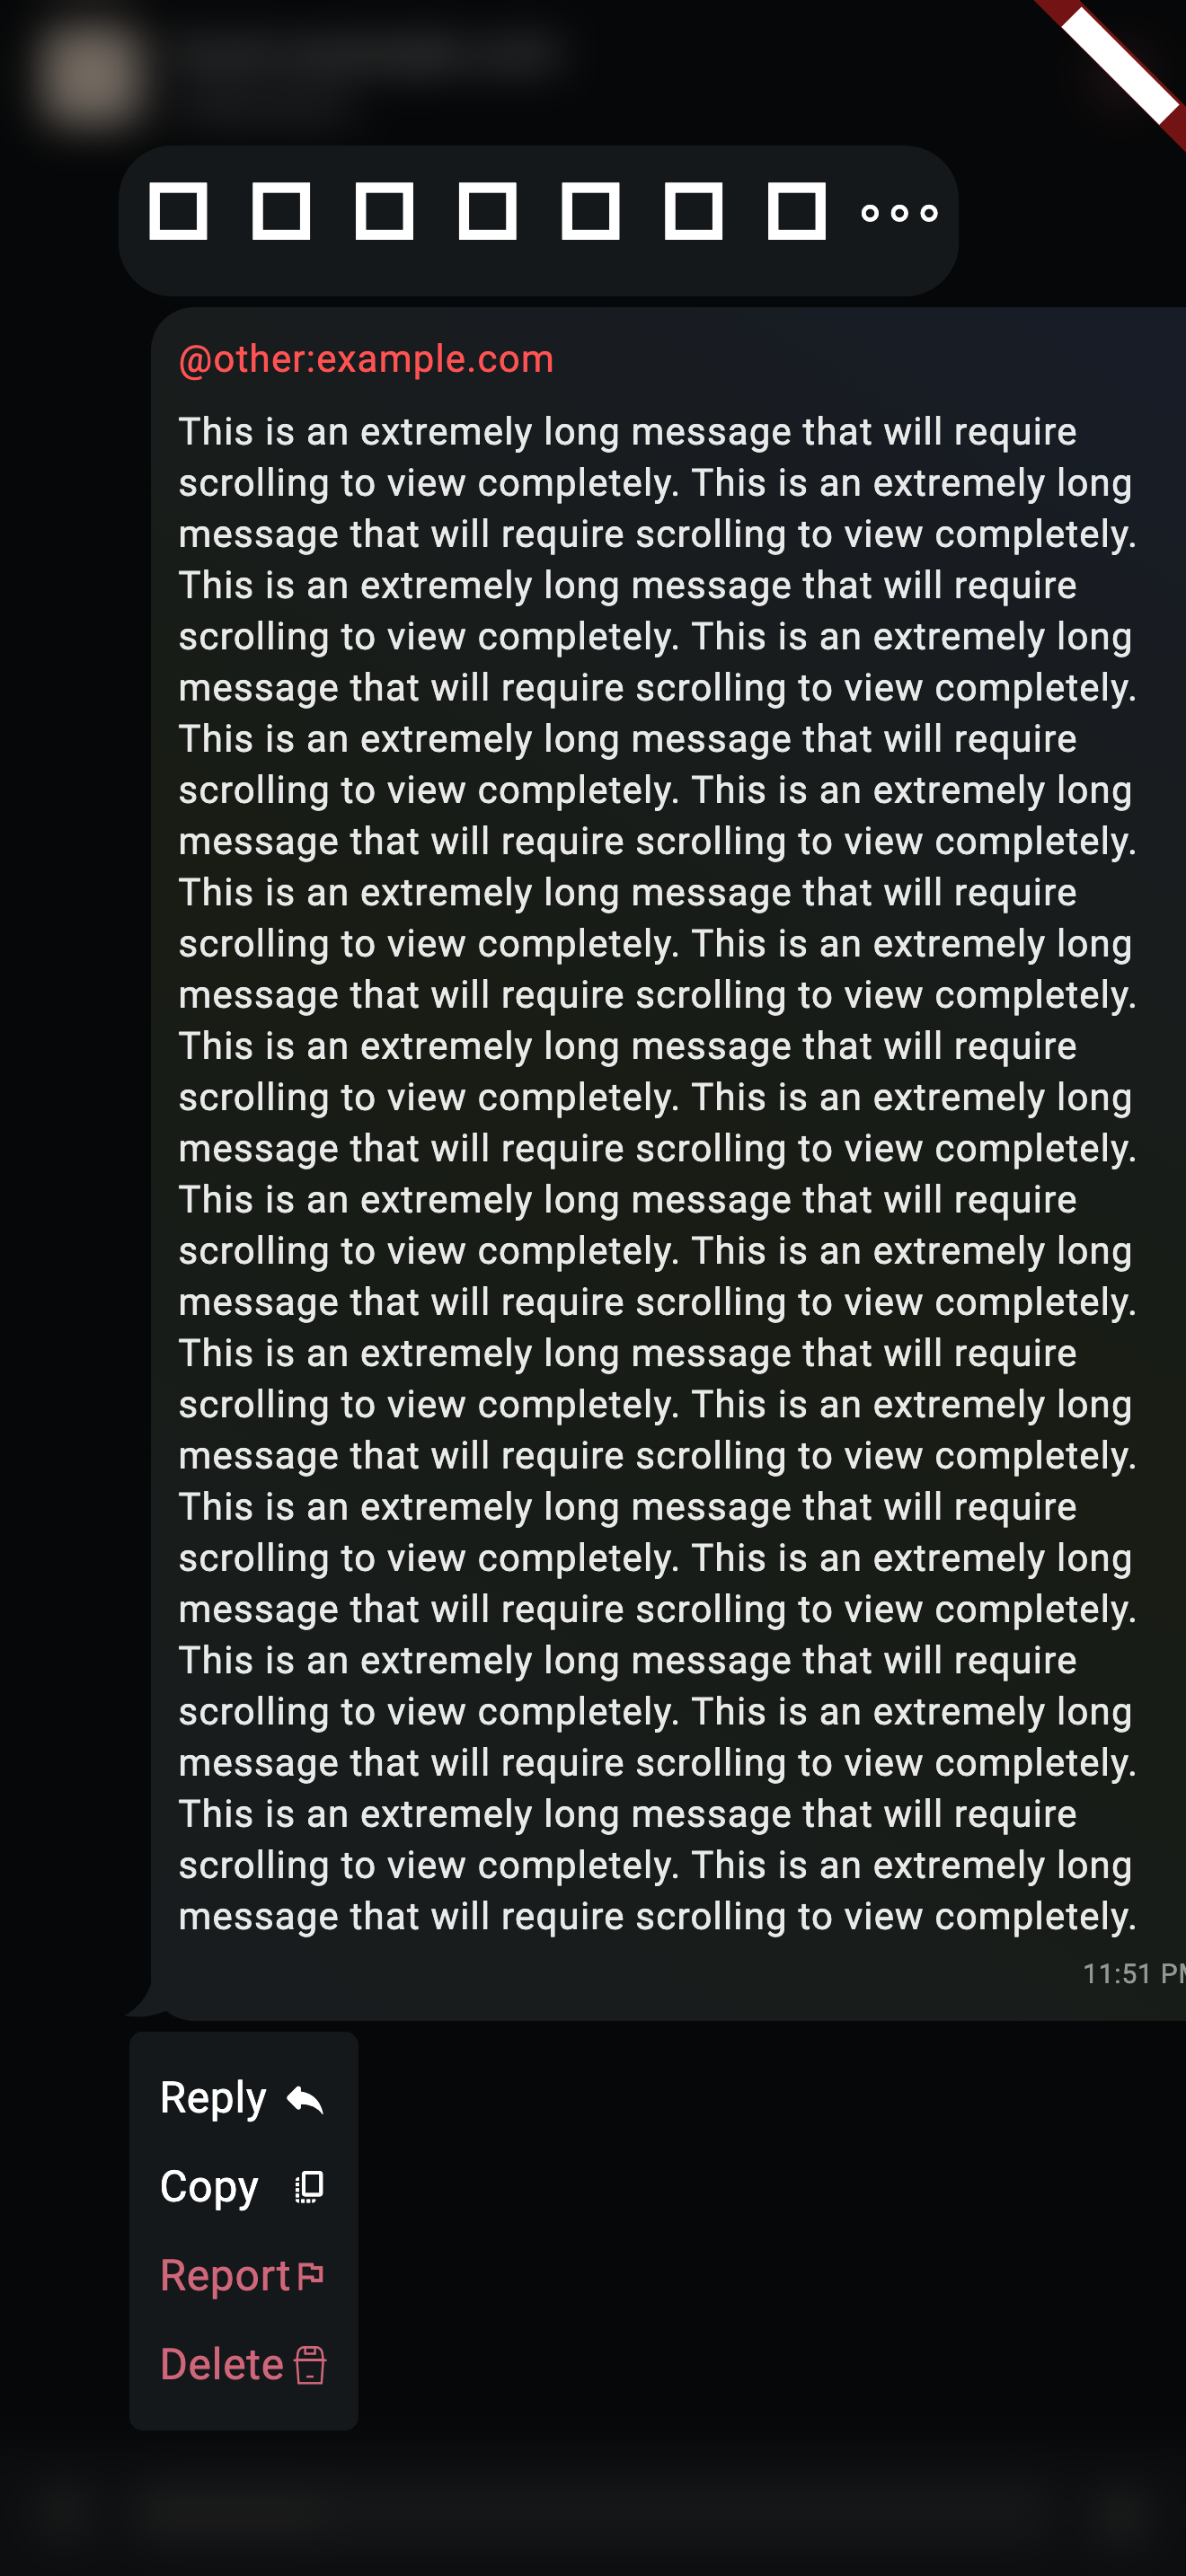 @other:example.com
This is an extremely long message that will require
scrolling to view completely. This is an extremely long
message that will require scrolling to view completely.
This is an extremely long message that will require
scrolling to view completely. This is an extremely long
message that will require scrolling to view completely.
This is an extremely long message that will require
scrolling to view completely. This is an extremely long
message that will require scrolling to view completely.
This is an extremely long message that will require
scrolling to view completely. This is an extremely long
message that will require scrolling to view completely.
This is an extremely long message that will require
scrolling to view completely. This is an extremely long
message that will require scrolling to view completely.
This is an extremely long message that will require
scrolling to view completely. This is an extremely long
message that will require scrolling to view completely.
This is an extremely long message that will require
scrolling to view completely. This is an extremely long
message that will require scrolling to view completely.
This is an extremely long message that will require
scrolling to view completely. This is an extremely long
message that will require scrolling to view completely.
This is an extremely long message that will require
scrolling to view completely. This is an extremely long
message that will require scrolling to view completely.
This is an extremely long message that will require
scrolling to view completely. This is an extremely long
message that will require scrolling to view completely.
11:51 PM
Reply
Copy
Report
Delete